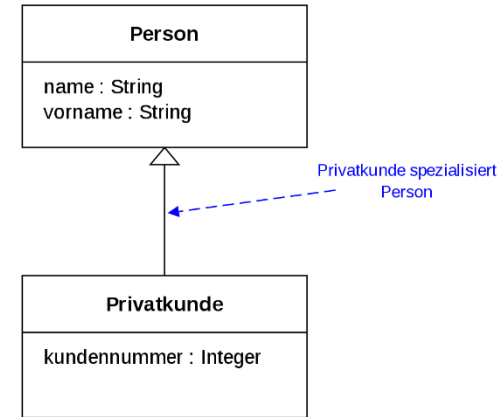 Person
name : String
vorname : String
Privatkunde spezialisiert
Person
Privatkunde
kundennummer : Integer